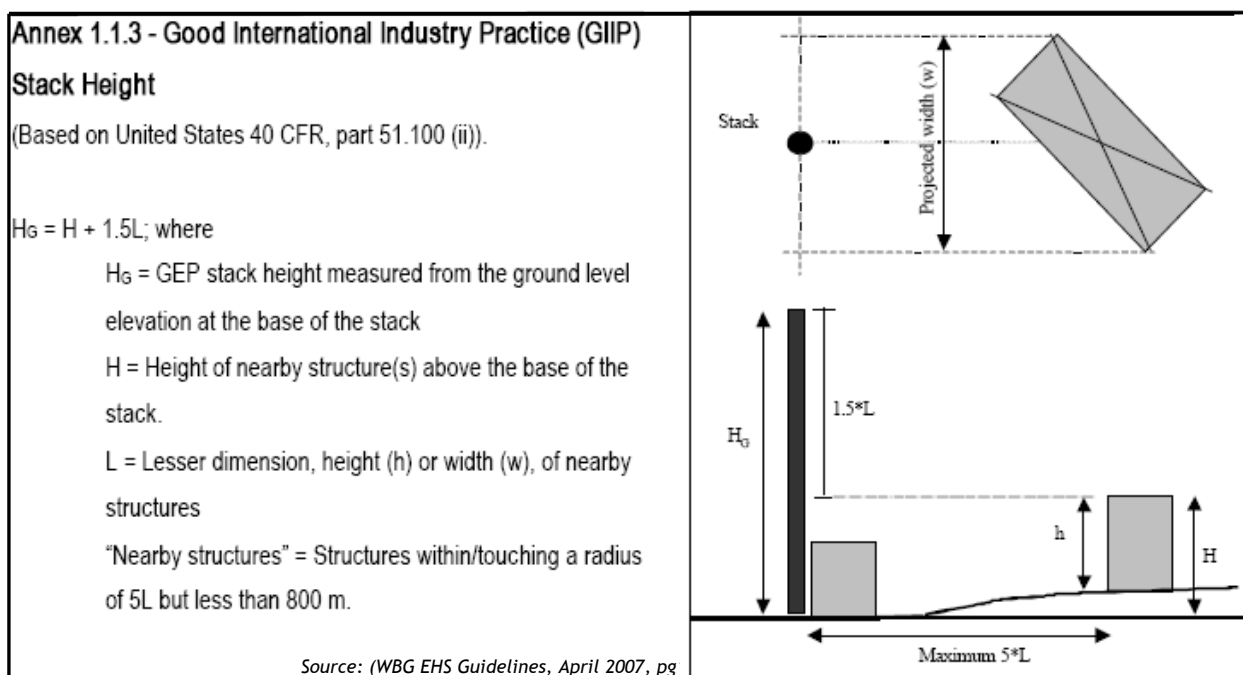 Annex 1.1.3 - Good International Industry Practice (GIIP)
Stack Height
(Based on United States 40 CFR, part 51.100 (ii)).
HG = H + 1.5L; where
HG = GEP stack height measured from the ground level
elevation at the base of the stack
H = Height of nearby structure(s) above the base of the
stack.
L = Lesser dimension, height (h) or width (w), of nearby
structures
“Nearby structures” = Structures within/touching a radius
of 5L but less than 800 m.
Source: (WBG EHS Guidelines, April 2007, pg
Stack
Projected width (w)
1.5*L
HG
h
H
Maximum 5*L